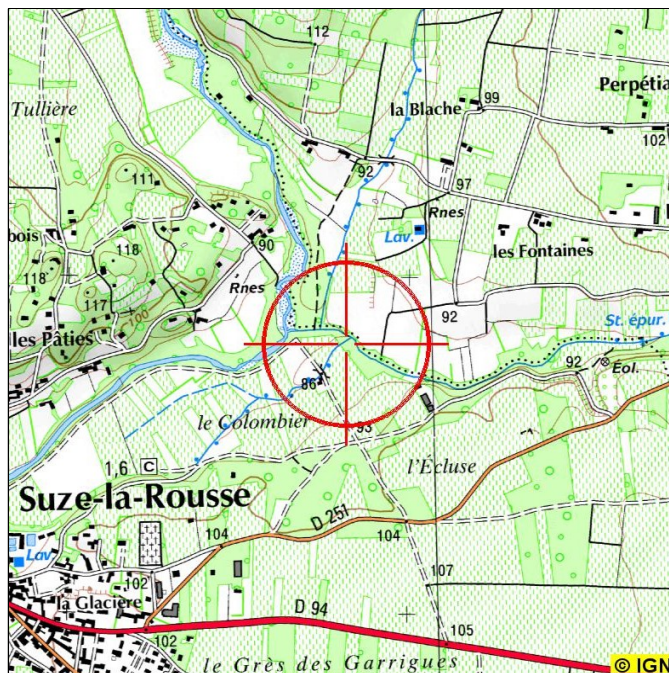 112
Tullière
la Blache
99
Perpétia
102
92
111
97
Rnes
bois
118
90
Lav.
les Fontaines
118
Rnes
117
100
92
St. épur.
les Pâties
92
Éol.
86
le Colombier
93
1,6 C
l'Écluse
Suze-la-Rousse
D 251
104
104
Lav
102
107
la Glacière
D 94
102
105
le Grès des Garrigues
© IGN